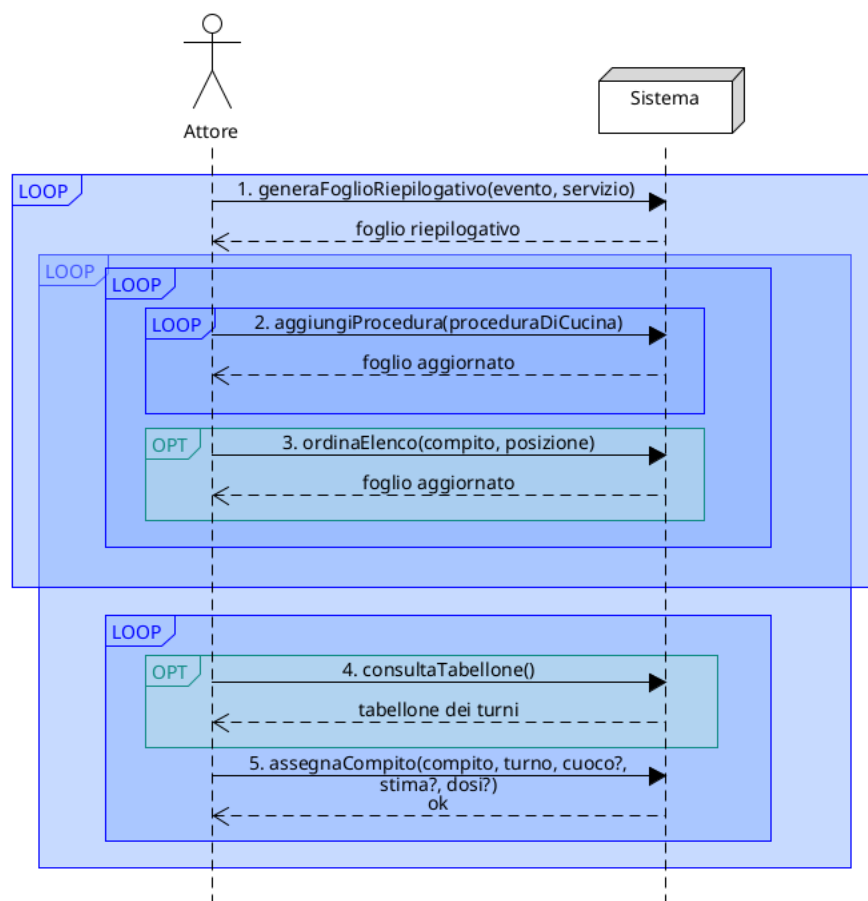 Attore
Sistema
LOOP
1. generaFoglioRiepilogativo(evento, servizio)
foglio riepilogativo
LOOP
LOOP
LOOP
2. aggiungiProcedura(proceduraDiCucina)
foglio aggiornato
OPT
3. ordinaElenco(compito, posizione)
foglio aggiornato
LOOP
OPT
4. consultaTabellone()
tabellone dei turni
5. assegnaCompito(compito, turno, cuoco?,
stima?, dosi?)
ok